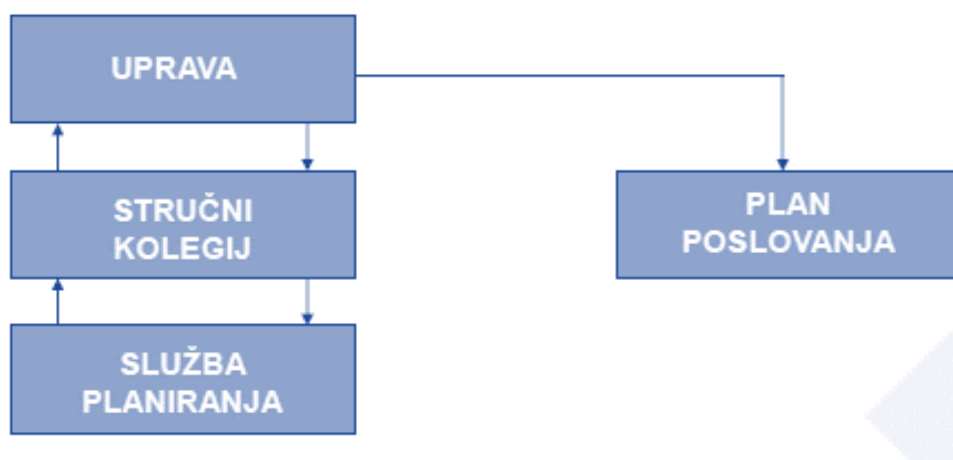 UPRAVA
STRUČNI
KOLEGIJ
PLAN
POSLOVANJA
SLUŽBA
PLANIRANJA